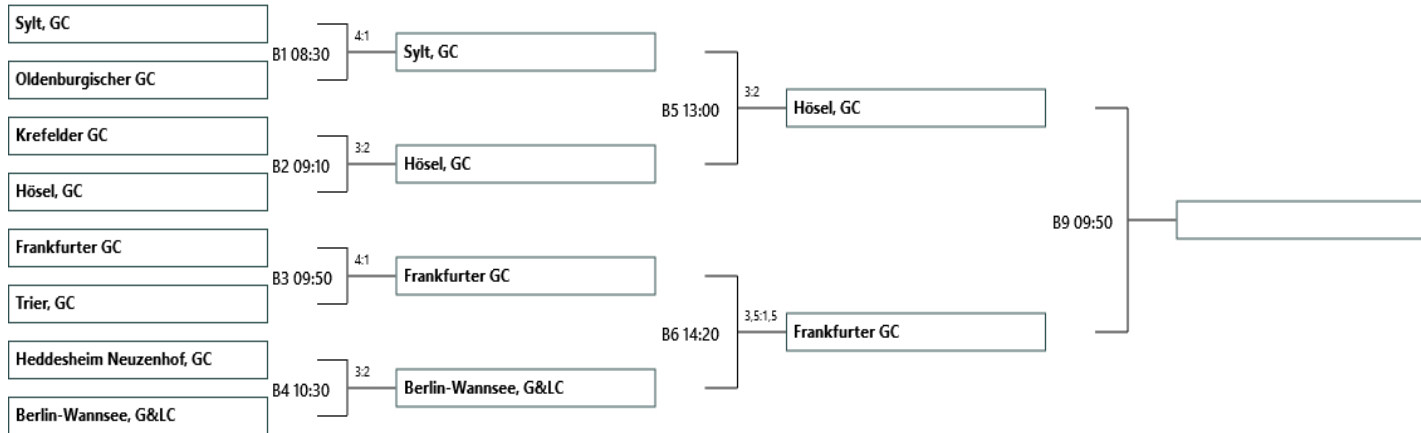 Sylt, GC
B1 08:30
4:1
Sylt, GC
Oldenburgischer GC
B5 13:00
3:2
Hösel, GC
Krefelder GC
B2 09:10
3:2
Hösel, GC
Hösel, GC
B9 09:50
Frankfurter GC
B3 09:50
4:1
Frankfurter GC
Trier, GC
B6 14:20
3,5:1,5
Frankfurter GC
Heddesheim Neuzenhof, GC
B4 10:30
3:2
Berlin-Wannsee, G&LC
Berlin-Wannsee, G&LC